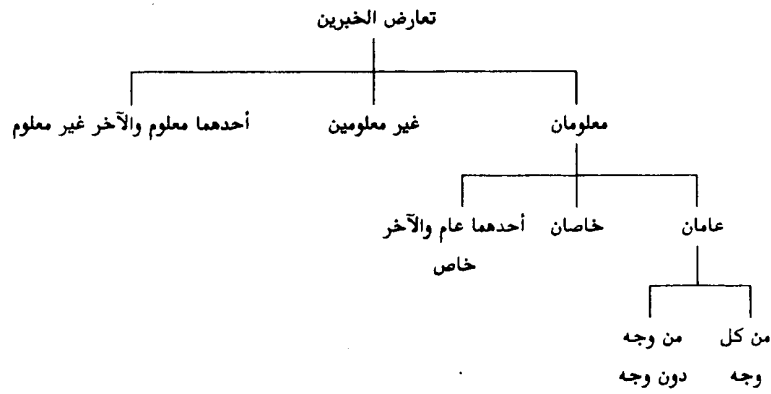 تعارض الخبرين
معلومان
غير معلومين
أحدهما معلوم والآخر غير معلوم
عامان
خاصان
أحدهما عام والآخر
خاص
من كل
وجه
من وجه
دون وجه